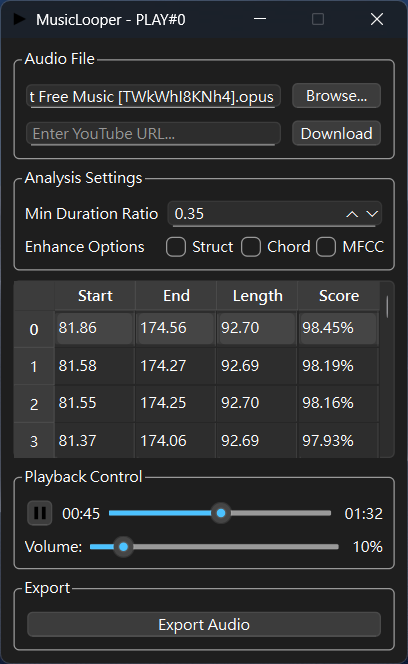 MusicLooper - PLAY#0
Audio File
t Free Music [TWkWhI8KNh4].opus Browse...
Enter YouTube URL... Download
Analysis Settings
Min Duration Ratio 0.35
Enhance Options Struct Chord MFCC
Start End Length Score
0 81.86 174.56 92.70 98.45%
1 81.58 174.27 92.69 98.19%
2 81.55 174.25 92.70 98.16%
3 81.37 174.06 92.69 97.93%
Playback Control
00:45 01:32
Volume: 10%
Export
Export Audio